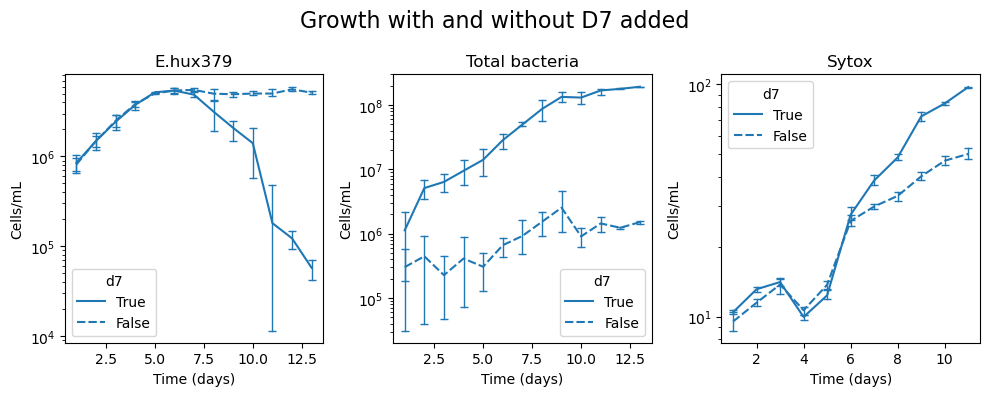 Growth with and without D7 added
E.hux379
Cells/mL
10^6
10^5
10^4
d7
True
False
2.5 5.0 7.5 10.0 12.5
Time (days)
Total bacteria
Cells/mL
10^8
10^7
10^6
10^5
d7
True
False
2.5 5.0 7.5 10.0 12.5
Time (days)
Sytox
Cells/mL
10^2
10^1
d7
True
False
2 4 6 8 10
Time (days)